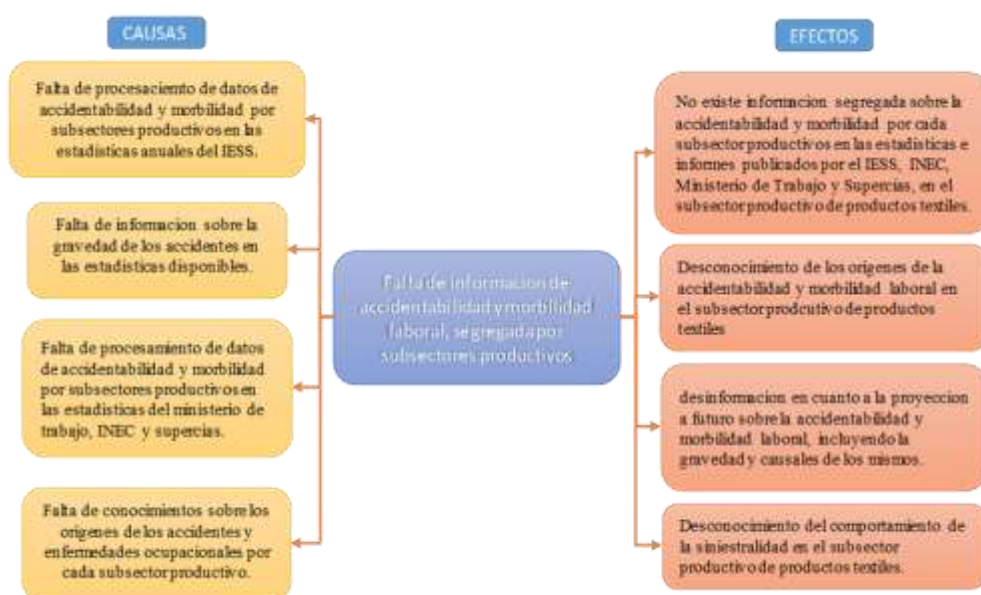 CAUSAS
Falta de procesaciento de datos de
accidentabilidad y morbilidad por
subsectores productivos en las
estadísticas anuales del IESS.
Falta de informacion sobre la
gravedad de los accidentes en
las estadísticas disponibles.
Falta de procesamiento de datos
de accidentabilidad y morbilidad
por subsectores productivos en
las estadísticas del ministerio de
trabajo, INEC y supercias.
Falta de conocimientos sobre los
origenes de los accidentes y
enfermedades ocupacionales por
cada subsector productivo.
Falta de informacion de
accidentabilidad y morbilidad
laboral, segregada por
subsectores productivos
EFECTOS
No existe informacion segregada sobre la
accidentabilidad y morbilidad por cada
subsector productivos en las estadísticas e
informes publicados por el IESS, INEC,
Ministerio de Trabajo y Supercias, en el
subsector productivo de productos textiles.
Desconocimiento de los origenes de la
accidentabilidad y morbilidad laboral en
el subsector prodcutivo de productos
textiles
desinformacion en cuanto a la proyeccion
a futuro sobre la accidentabilidad y
morbilidad laboral, incluyendo la
gravedad y causales de los mismos.
Desconocimiento del comportamiento de
la siniestralidad en el subsector
productivo de productos textiles.